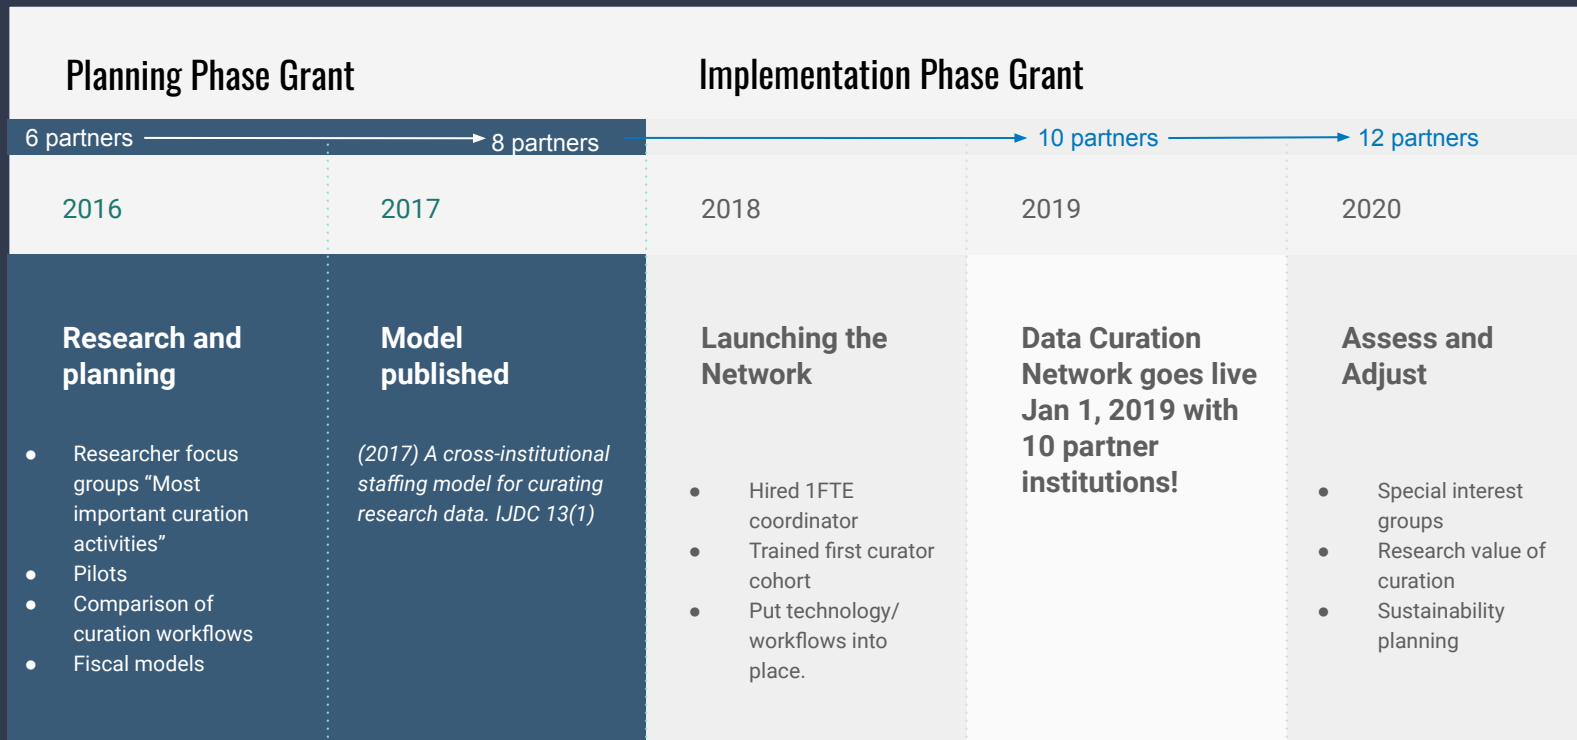 Planning Phase Grant
Implementation Phase Grant
6 partners
8 partners
10 partners
12 partners
2016
2017
2018
2019
2020
Research and
planning
● Researcher focus
groups “Most
important curation
activities”
● Pilots
● Comparison of
curation workflows
● Fiscal models
Model
published
(2017) A cross-institutional
staffing model for curating
research data. IJDC 13(1)
Launching the
Network
● Hired 1FTE
coordinator
● Trained first curator
cohort
● Put technology/
workflows into
place.
Data Curation
Network goes live
Jan 1, 2019 with
10 partner
institutions!
Assess and
Adjust
● Special interest
groups
● Research value of
curation
● Sustainability
planning